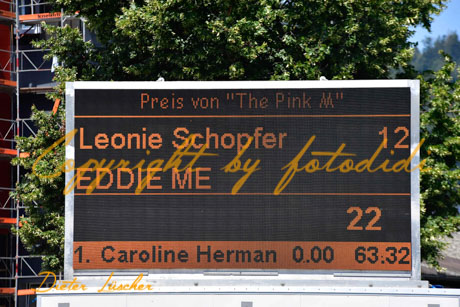 Preis von "The Pink M"
Leonie Schopfer 12
EDDIE ME
Copyright by fotodidi
22
1. Caroline Herman 0.00 63.32
Dieter Lüscher